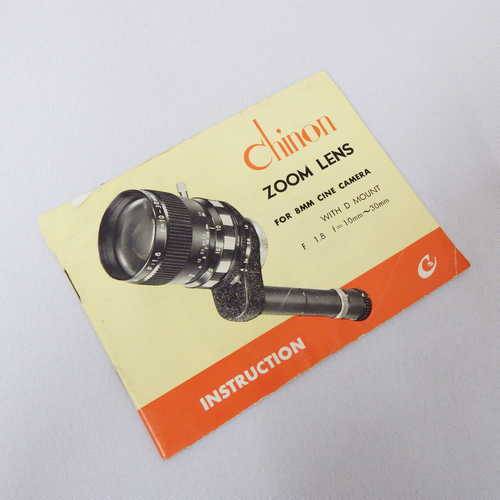 Chinon
ZOOM LENS
FOR 8MM CINE CAMERA
WITH D MOUNT
F 1.8 f=10mm~30mm
C
INSTRUCTION